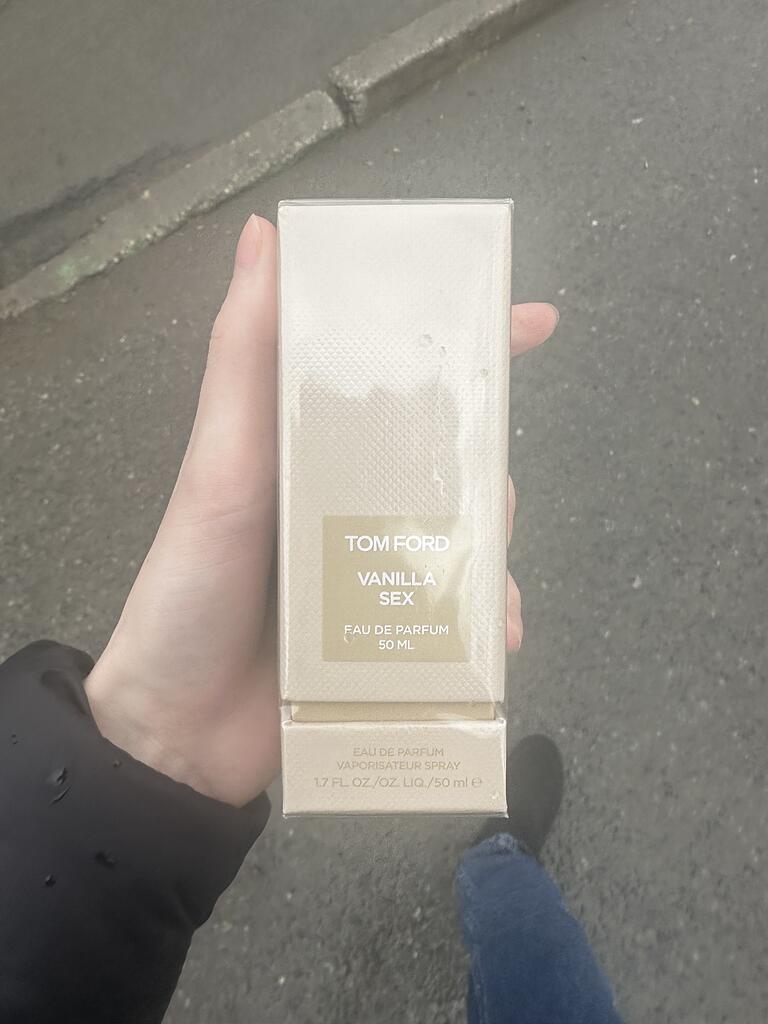 TOM FORD
VANILLA
SEX
EAU DE PARFUM
50 ML
EAU DE PARFUM
VAPORISATEUR SPRAY
1.7 FL. OZ./OZ. LIQ./50 ml ℮